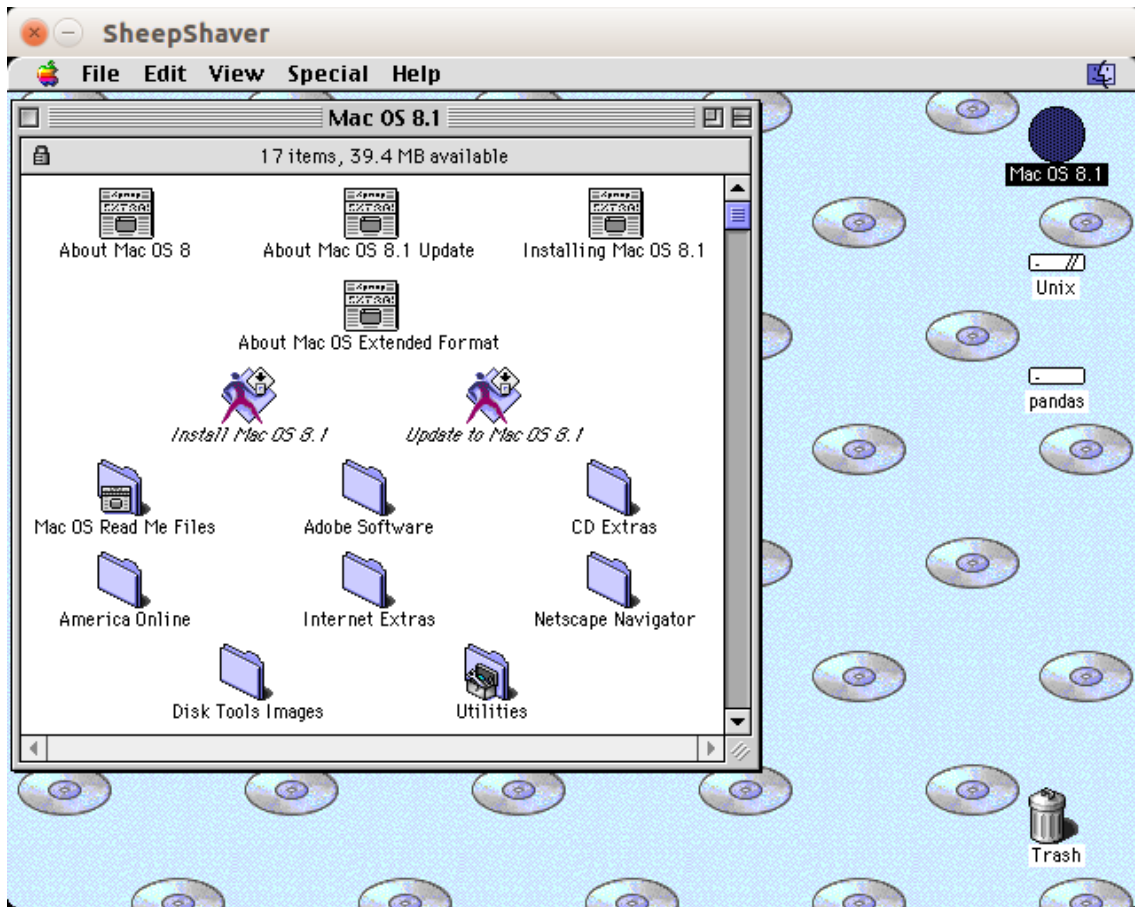 SheepShaver
File Edit View Special Help
Mac OS 8.1
17 items, 39.4 MB available
About Mac OS 8
About Mac OS 8.1 Update
Installing Mac OS 8.1
About Mac OS Extended Format
Install Mac OS 8.1
Update to Mac OS 8.1
Mac OS Read Me Files
Adobe Software
CD Extras
America Online
Internet Extras
Netscape Navigator
Disk Tools Images
Utilities
Mac OS 8.1
Unix
pandas
Trash